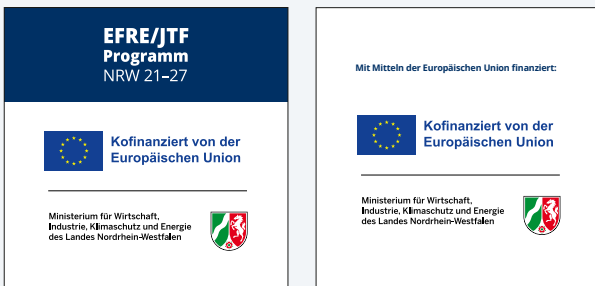 EFRE/JTF
Programm
NRW 21–27
Kofinanziert von der
Europäischen Union
Ministerium für Wirtschaft,
Industrie, Klimaschutz und Energie
des Landes Nordrhein-Westfalen
Mit Mitteln der Europäischen Union finanziert:
Kofinanziert von der
Europäischen Union
Ministerium für Wirtschaft,
Industrie, Klimaschutz und Energie
des Landes Nordrhein-Westfalen